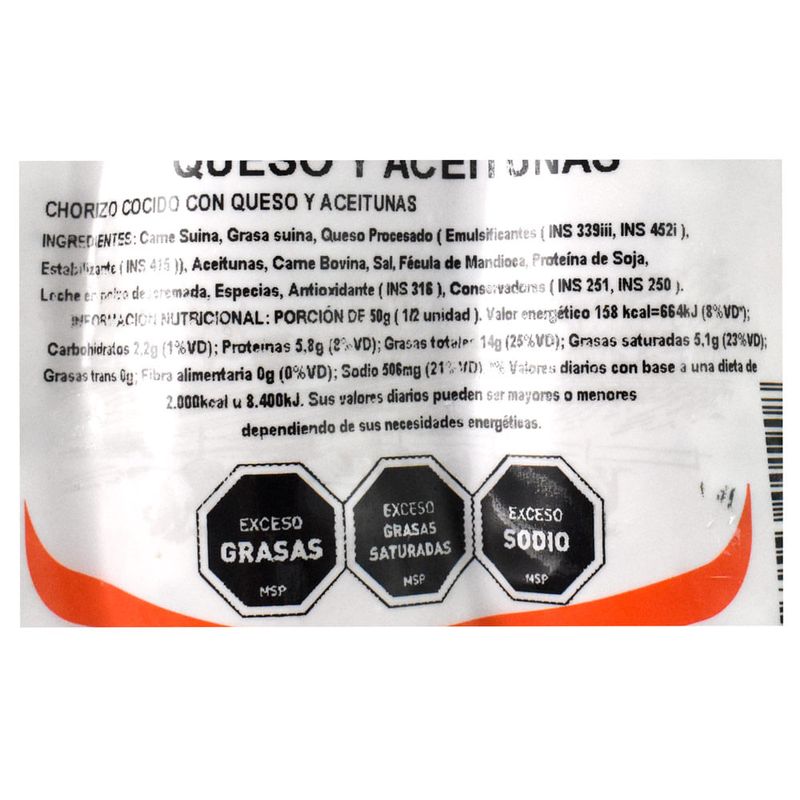 QUESO Y ACEITUNAS
CHORIZO COCIDO CON QUESO Y ACEITUNAS
INGREDIENTES: Carne Suina, Grasa suina, Queso Procesado ( Emulsificantes ( INS 339iii, INS 452i ),
Estabilizante ( INS 415 )), Aceitunas, Carne Bovina, Sal, Fécula de Mandioca, Proteína de Soja,
Leche en polvo descremada, Especias, Antioxidante ( INS 316 ), Conservadores ( INS 251, INS 250 ).
INFORMACION NUTRICIONAL: PORCIÓN DE 50g ( 1/2 unidad ). Valor energético 158 kcal=664kJ (8%VD*);
Carbohidratos 2,2g (1%VD); Proteinas 5,8g (8%VD); Grasas totales 14g (25%VD); Grasas saturadas 5,1g (23%VD);
Grasas trans 0g; Fibra alimentaria 0g (0%VD); Sodio 506mg (21%VD) *% Valores diarios con base a una dieta de
2.000kcal u 8.400kJ. Sus valores diarios pueden ser mayores o menores
dependiendo de sus necesidades energéticas.
EXCESO
GRASAS
MSP
EXCESO
GRASAS
SATURADAS
MSP
EXCESO
SODIO
MSP